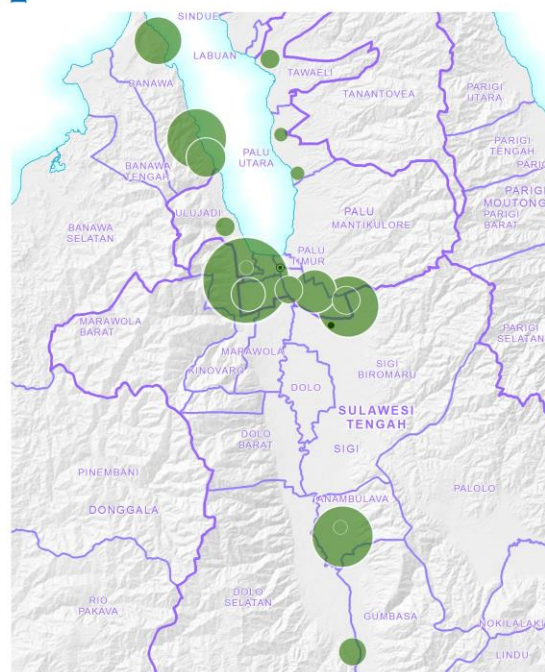 SINDUE
LABUAN
BANAWA
TAWAELI
TANANTOVEA
PARIGI
UTARA
PALU
UTARA
PARIGI
TENGAH
BANAWA
TENGAH
PARIGI
MOUTONG
PARIGI
BARAT
ULUJADI
PALU
MANTIKULORE
BANAWA
SELATAN
PALU
TIMUR
MARAWOLA
BARAT
PARIGI
SELATAN
MARAWOLA
KINOVARO
SIGI
BIROMARU
DOLO
SULAWESI
TENGAH
DOLO
BARAT
SIGI
PINEMBANI
TANAMBULAVA
PALOLO
DONGGALA
RIO
PAKAVA
DOLO
SELATAN
GUMBASA
NOKILALAKI
LINDU